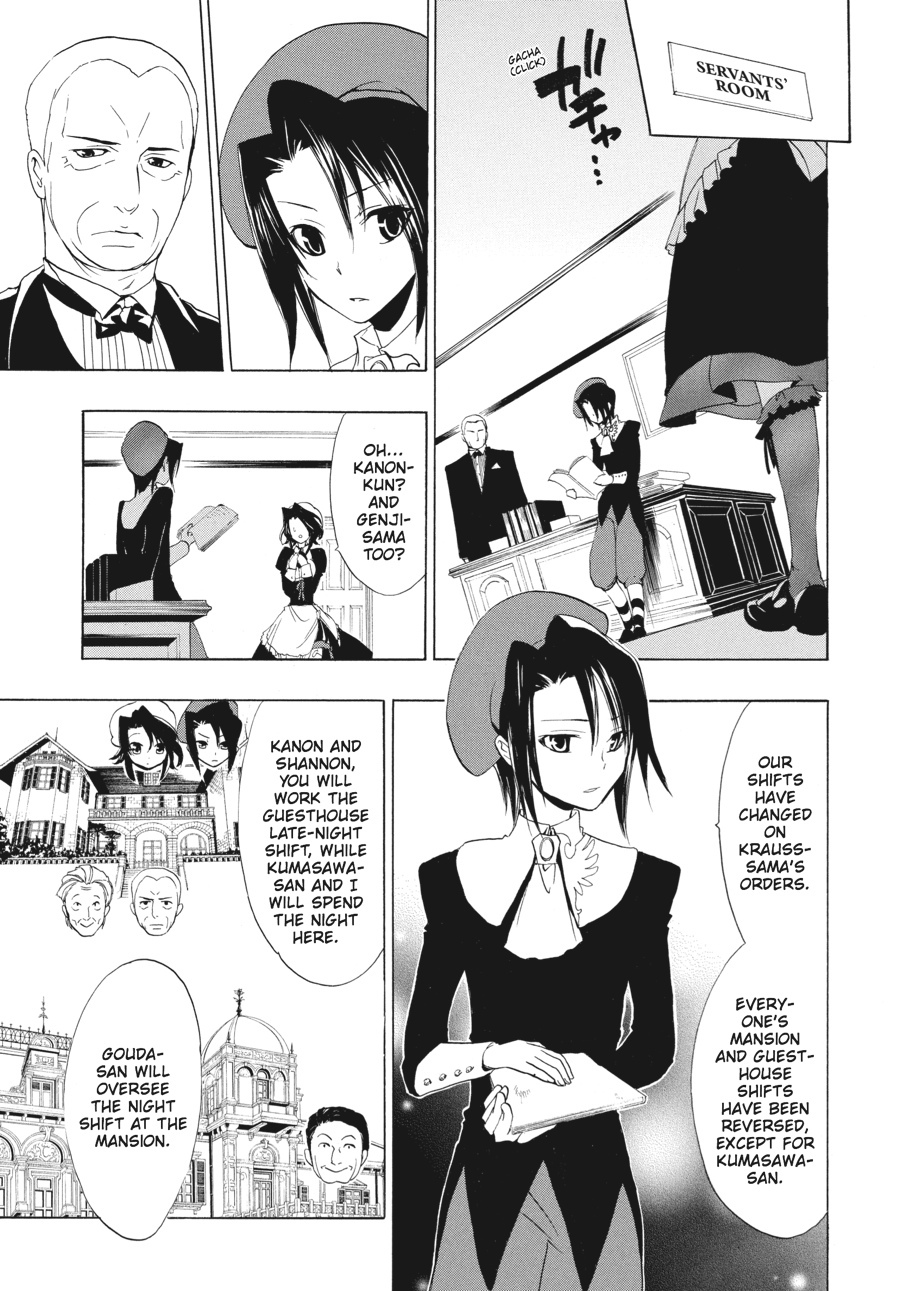 SERVANTS'
ROOM
GACHA
(CLICK)
ガチャ…
OH...
KANON-
KUN?
AND
GENJI-
SAMA
TOO?
OUR
SHIFTS
HAVE
CHANGED
ON
KRAUSS-
SAMA'S
ORDERS.
EVERY-
ONE'S
MANSION
AND GUEST-
HOUSE
SHIFTS
HAVE BEEN
REVERSED,
EXCEPT FOR
KUMASAWA-
SAN.
KANON AND
SHANNON,
YOU WILL
WORK THE
GUESTHOUSE
LATE-NIGHT
SHIFT, WHILE
KUMASAWA-
SAN AND I
WILL SPEND
THE NIGHT
HERE.
GOUDA-
SAN WILL
OVERSEE
THE NIGHT
SHIFT AT THE
MANSION.